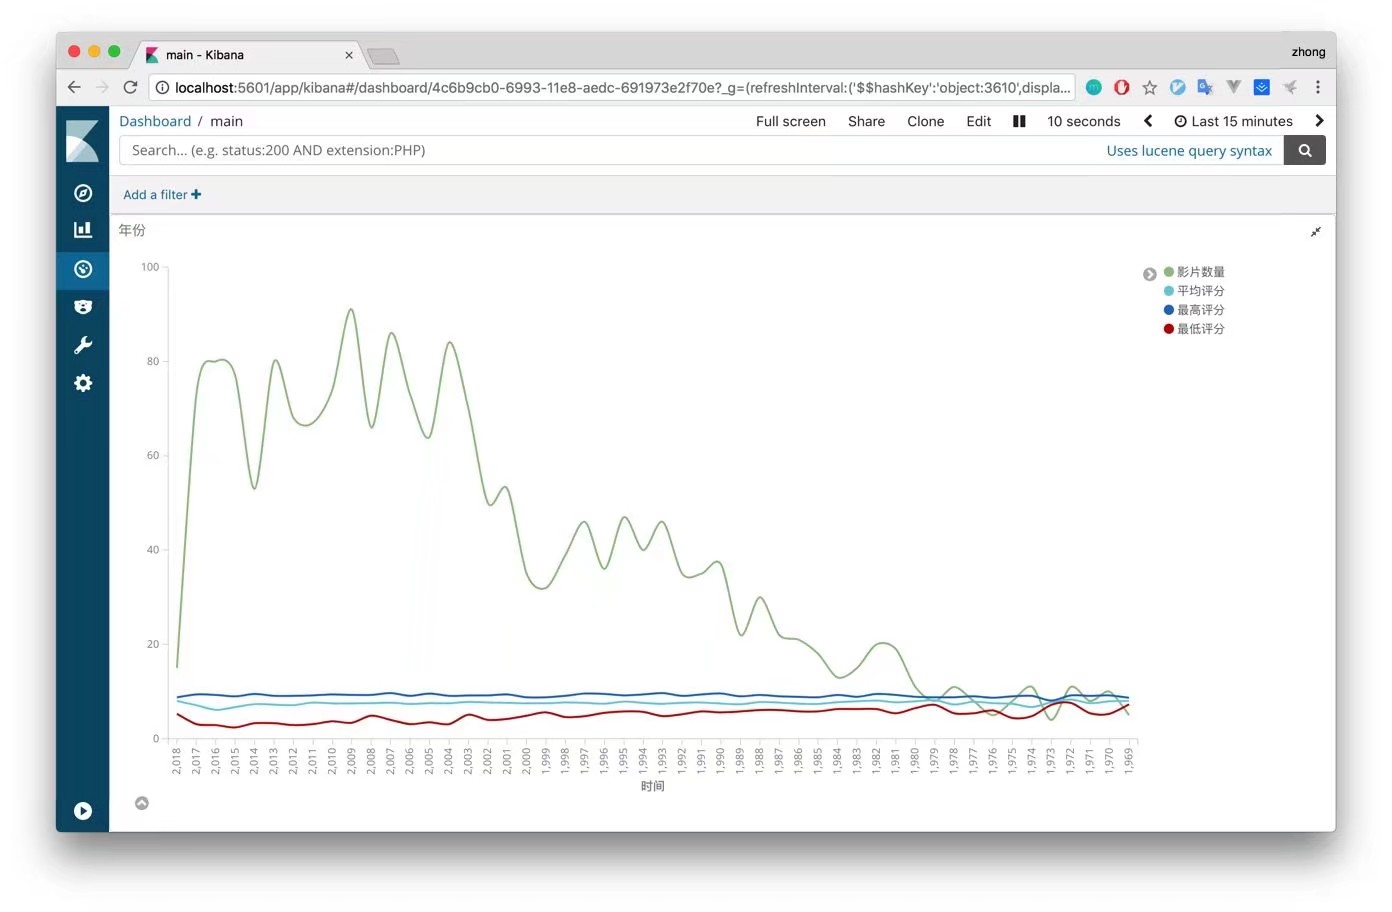 main - Kibana
zhong
localhost:5601/app/kibana#/dashboard/4c6b9cb0-6993-11e8-aedc-691973e2f70e?_g=(refreshInterval:('$$hashKey':'object:3610',displa...
Dashboard / main
Full screen Share Clone Edit 10 seconds Last 15 minutes
Search... (e.g. status:200 AND extension:PHP)
Uses lucene query syntax
Add a filter
年份
100
80
60
40
20
0
影片数量
平均评分
最高评分
最低评分
2,018 2,017 2,016 2,015 2,014 2,013 2,012 2,011 2,010 2,009 2,008 2,007 2,006 2,005 2,004 2,003 2,002 2,001 2,000 1,999 1,998 1,997 1,996 1,995 1,994 1,993 1,992 1,991 1,990 1,989 1,988 1,987 1,986 1,985 1,984 1,983 1,982 1,981 1,980 1,979 1,978 1,977 1,976 1,975 1,974 1,973 1,972 1,971 1,970 1,969
时间